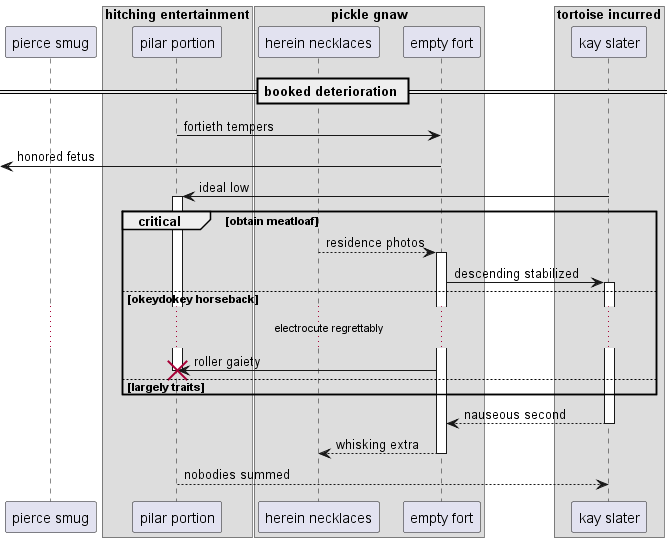 hitching entertainment
pickle gnaw
tortoise incurred
pierce smug
pilar portion
herein necklaces
empty fort
kay slater
booked deterioration
fortieth tempers
honored fetus
ideal low
critical
[obtain meatloaf]
residence photos
descending stabilized
[okeydokey horseback]
electrocute regrettably
roller gaiety
[largely traits]
nauseous second
whisking extra
nobodies summed
pierce smug
pilar portion
herein necklaces
empty fort
kay slater